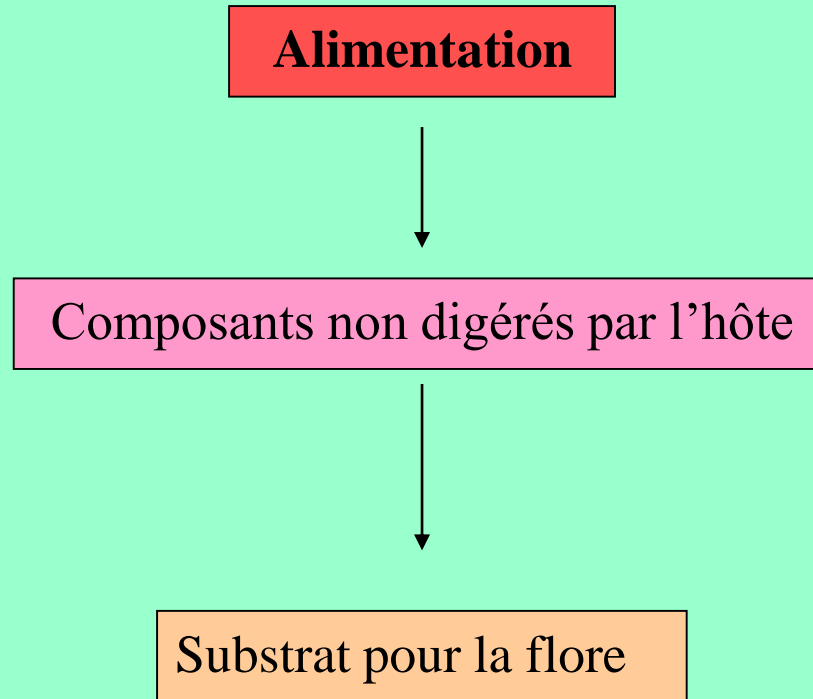 Alimentation
Composants non digérés par l’hôte
Substrat pour la flore